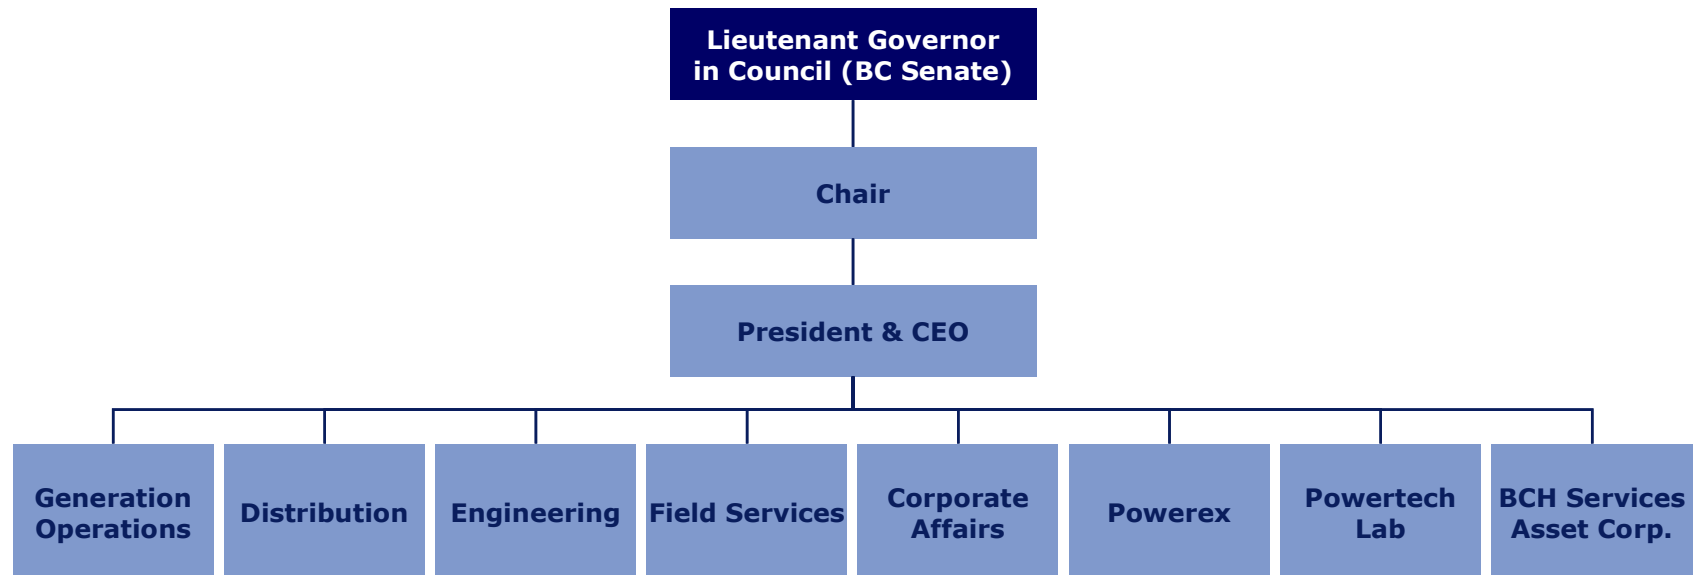 Lieutenant Governor
in Council (BC Senate)
Chair
President & CEO
Generation
Operations
Distribution
Engineering
Field Services
Corporate
Affairs
Powerex
Powertech
Lab
BCH Services
Asset Corp.